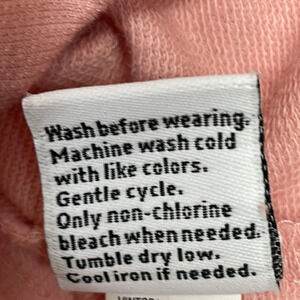 Wash before wearing.
Machine wash cold
with like colors.
Gentle cycle.
Only non-chlorine
bleach when needed.
Tumble dry low.
Cool iron if needed.